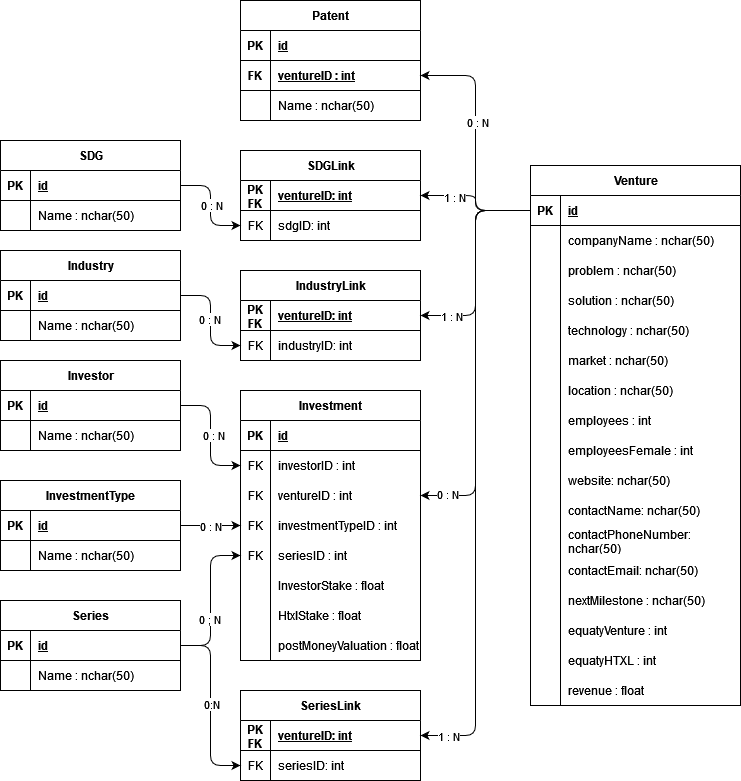 Patent
PK id
FK ventureID : int
Name : nchar(50)
0 : N
SDG
PK id
Name : nchar(50)
0 : N
SDGLink
PK
FK
ventureID: int
FK sdgID: int
1 : N
Industry
PK id
Name : nchar(50)
0 : N
IndustryLink
PK
FK
ventureID: int
FK industryID: int
1 : N
Investor
PK id
Name : nchar(50)
0 : N
InvestmentType
PK id
Name : nchar(50)
0 : N
Series
PK id
Name : nchar(50)
0 : N
0:N
Investment
PK id
FK investorID : int
FK ventureID : int
FK investmentTypeID : int
FK seriesID : int
InvestorStake : float
HtxlStake : float
postMoneyValuation : float
0 : N
SeriesLink
PK
FK
ventureID: int
FK seriesID: int
1 : N
Venture
PK id
companyName : nchar(50)
problem : nchar(50)
solution : nchar(50)
technology : nchar(50)
market : nchar(50)
location : nchar(50)
employees : int
employeesFemale : int
website: nchar(50)
contactName: nchar(50)
contactPhoneNumber:
nchar(50)
contactEmail: nchar(50)
nextMilestone : nchar(50)
equatyVenture : int
equatyHTXL : int
revenue : float